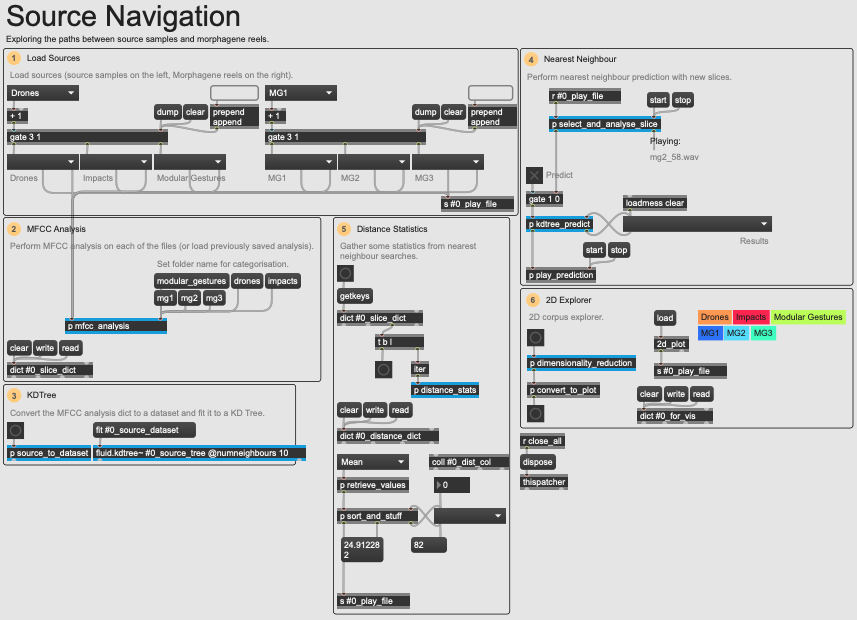 Source Navigation
Exploring the paths between source samples and morphagene reels.
1 Load Sources
Load sources (source samples on the left, Morphagene reels on the right).
Drones
MG1
+ 1
dump clear prepend append
+ 1
dump clear prepend append
gate 3 1
gate 3 1
Drones Impacts Modular Gestures
MG1 MG2 MG3
s #0_play_file
2 MFCC Analysis
Perform MFCC analysis on each of the files (or load previously saved analysis).
Set folder name for categorisation.
modular_gestures drones impacts
mg1 mg2 mg3
p mfcc_analysis
clear write read
dict #0_slice_dict
3 KDTree
Convert the MFCC analysis dict to a dataset and fit it to a KD Tree.
fit #0_source_dataset
p source_to_dataset fluid.kdtree~ #0_source_tree @numneighbours 10
5 Distance Statistics
Gather some statistics from nearest
neighbour searches.
getkeys
dict #0_slice_dict
t b l
iter
p distance_stats
clear write read
dict #0_distance_dict
Mean
coll #0_dist_col
p retrieve_values
0
p sort_and_stuff
24.91228
2
82
s #0_play_file
4 Nearest Neighbour
Perform nearest neighbour prediction with new slices.
r #0_play_file
start stop
p select_and_analyse_slice
Playing:
mg2_58.wav
Predict
gate 1 0
loadmess clear
p kdtree_predict
Results
start stop
p play_prediction
6 2D Explorer
2D corpus explorer.
load
Drones Impacts Modular Gestures
MG1 MG2 MG3
2d_plot
p dimensionality_reduction
s #0_play_file
p convert_to_plot
clear write read
dict #0_for_vis
r close_all
dispose
thispatcher